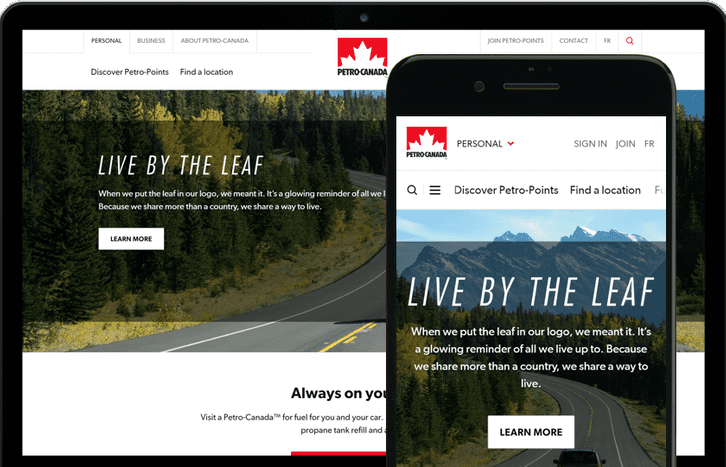 PERSONAL
BUSINESS
ABOUT PETRO-CANADA
PETRO-CANADA
JOIN PETRO-POINTS
CONTACT
FR
Discover Petro-Points
Find a location
LIVE BY THE LEAF
When we put the leaf in our logo, we meant it. It's a glowing reminder of all we l
Because we share more than a country, we share a way to live.
LEARN MORE
Always on you
Visit a Petro-Canada™ for fuel for you and your car.
propane tank refill and a
PETRO-CANADA
PERSONAL
SIGN IN
JOIN
FR
Discover Petro-Points
Find a location
Fu
LIVE BY THE LEAF
When we put the leaf in our logo, we meant it. It's
a glowing reminder of all we live up to. Because
we share more than a country, we share a way to
live.
LEARN MORE